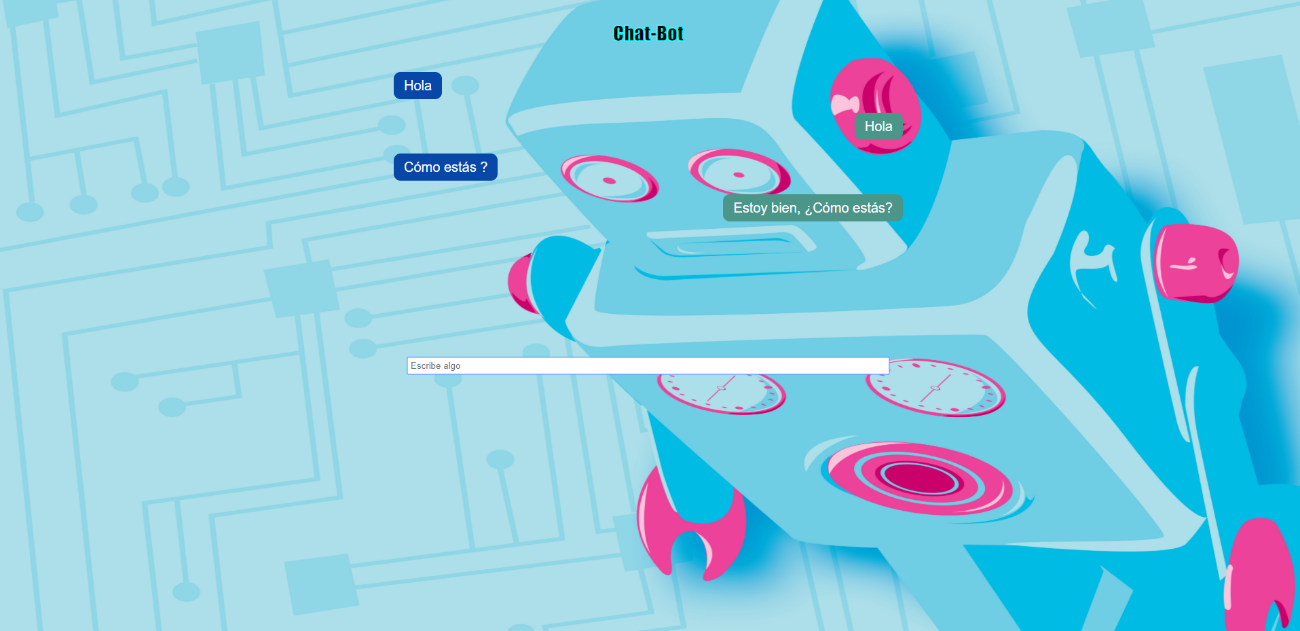 Chat-Bot
Hola
Hola
Cómo estás ?
Estoy bien, ¿Cómo estás?
Escribe algo